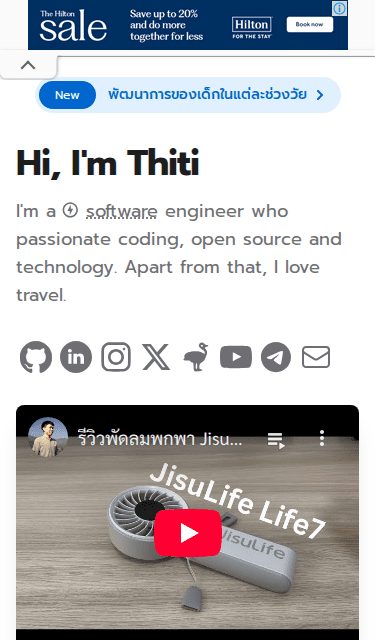 The Hilton
sale
Save up to 20%
and do more
together for less
Hilton
FOR THE STAY
Book now
New
พัฒนาการของเด็กในแต่ละช่วงวัย
Hi, I'm Thiti
I'm a software engineer who
passionate coding, open source and
technology. Apart from that, I love
travel.
รีวิวพัดลมพกพา Jisu...
JisuLife Life7
JisuLife